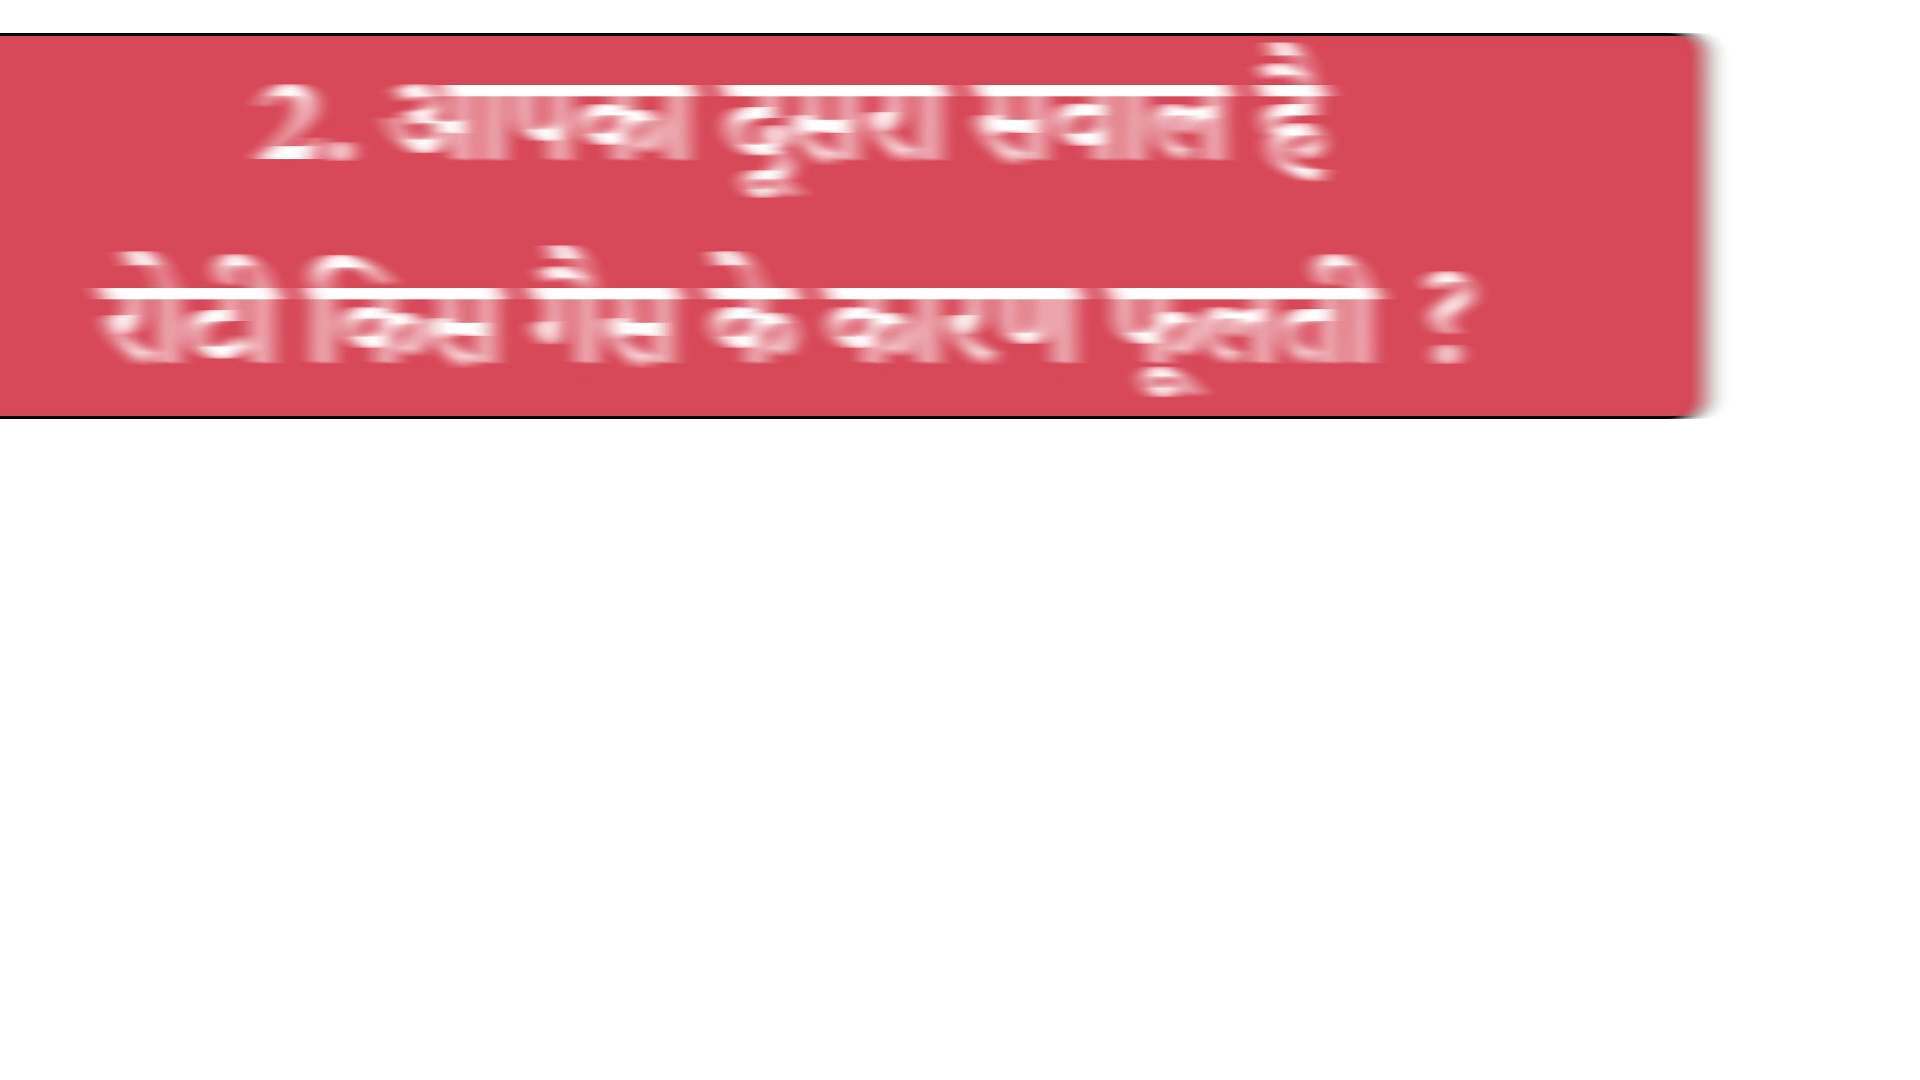 2. आपका दूसरा सवाल है
रोटी किस गैस के कारण फूलती ?